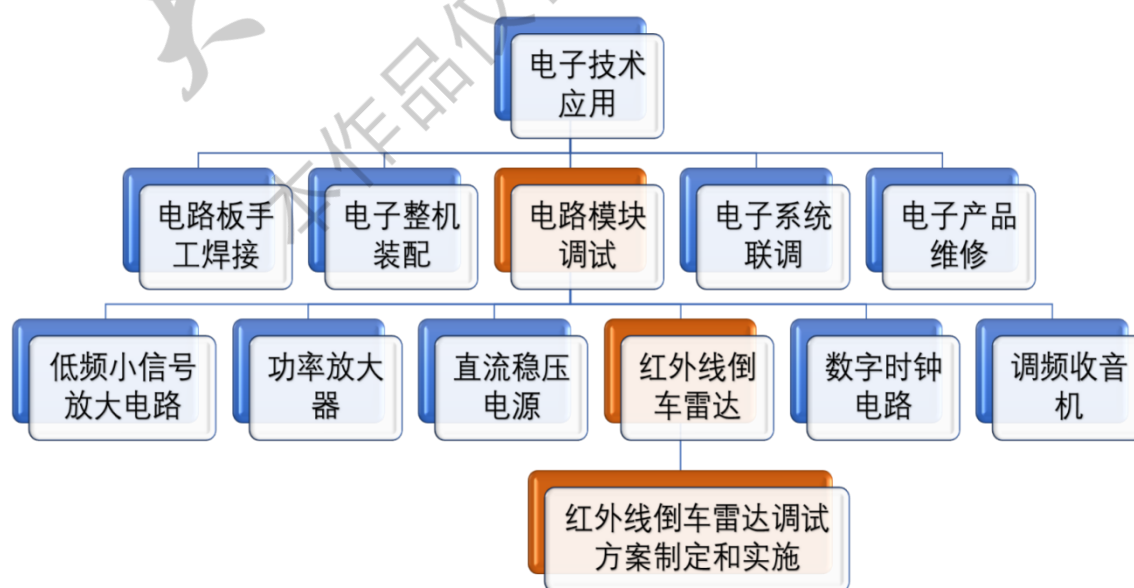 本作品仅
电子技术
应用
电路板手
工焊接
电子整机
装配
电路模块
调试
电子系统
联调
电子产品
维修
低频小信号
放大电路
功率放大
器
直流稳压
电源
红外线倒
车雷达
数字时钟
电路
调频收音
机
红外线倒车雷达调试
方案制定和实施